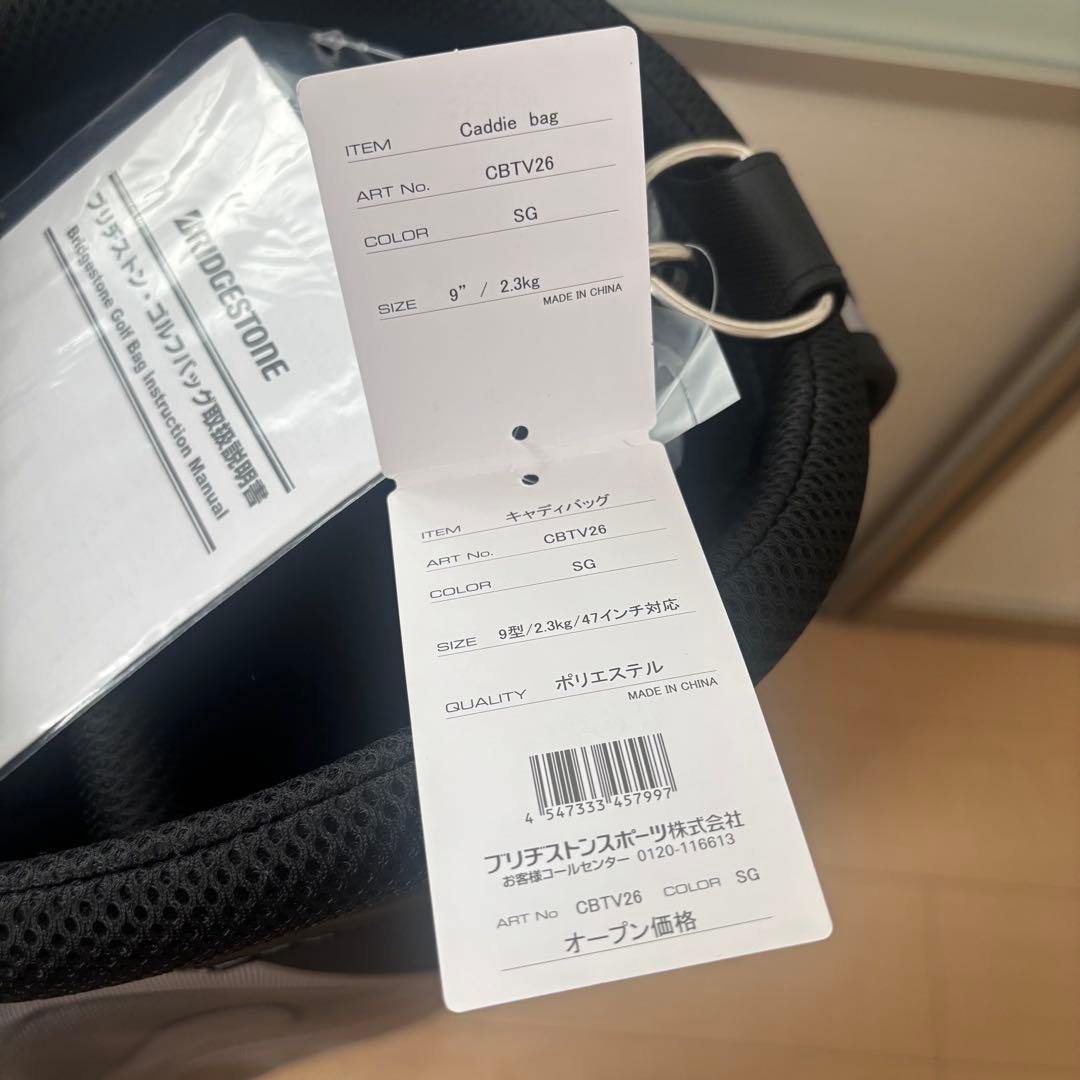 BRIDGESTONE
ブリヂストン・ゴルフバッグ取扱説明書
Bridgestone Golf Bag Instruction Manual
ITEM Caddie bag
ART No. CBTV26
COLOR SG
SIZE 9” / 2.3kg
MADE IN CHINA
ITEM キャディバッグ
ART No. CBTV26
COLOR SG
SIZE 9型/2.3kg/47インチ対応
QUALITY ポリエステル
MADE IN CHINA
4 547333 457997
ブリヂストンスポーツ株式会社
お客様コールセンター 0120-116613
ART No CBTV26 COLOR SG
オープン価格